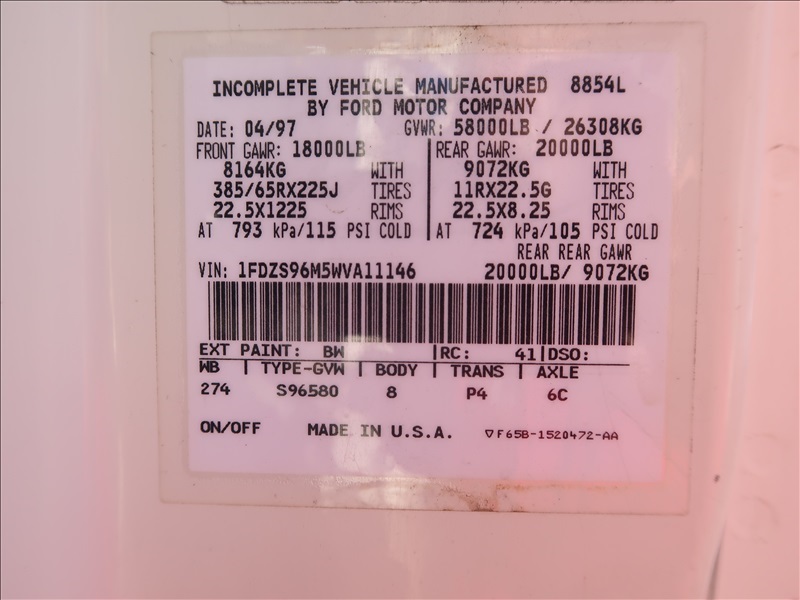 INCOMPLETE VEHICLE MANUFACTURED 8854L
BY FORD MOTOR COMPANY
DATE: 04/97 GVWR: 58000LB / 26308KG
FRONT GAWR: 18000LB REAR GAWR: 20000LB
8164KG WITH 9072KG WITH
385/65RX225J TIRES 11RX22.5G TIRES
22.5X1225 RIMS 22.5X8.25 RIMS
AT 793 kPa/115 PSI COLD AT 724 kPa/105 PSI COLD
REAR REAR GAWR
VIN: 1FDZS96M5WVA11146 20000LB/ 9072KG
EXT PAINT: BW |RC: 41|DSO:
WB | TYPE-GVW | BODY | TRANS | AXLE
274 S96580 8 P4 6C
ON/OFF MADE IN U.S.A. ▽F65B-1520472-AA